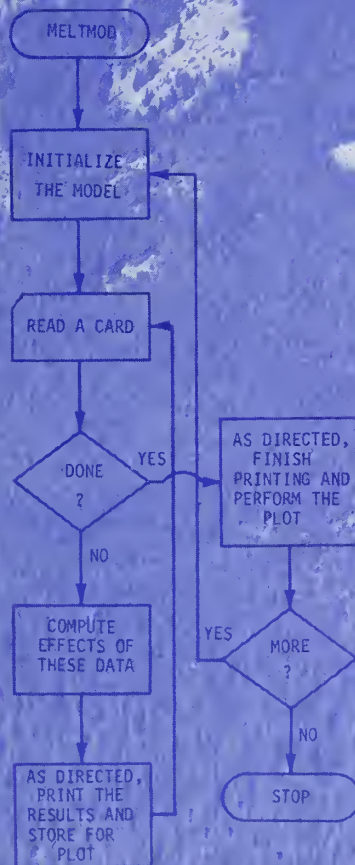 MELTMOD
INITIALIZE
THE MODEL
READ A CARD
DONE
?
YES
NO
COMPUTE
EFFECTS OF
THESE DATA
AS DIRECTED,
PRINT THE
RESULTS AND
STORE FOR
PLOT
AS DIRECTED,
FINISH
PRINTING AND
PERFORM THE
PLOT
MORE
?
YES
NO
STOP